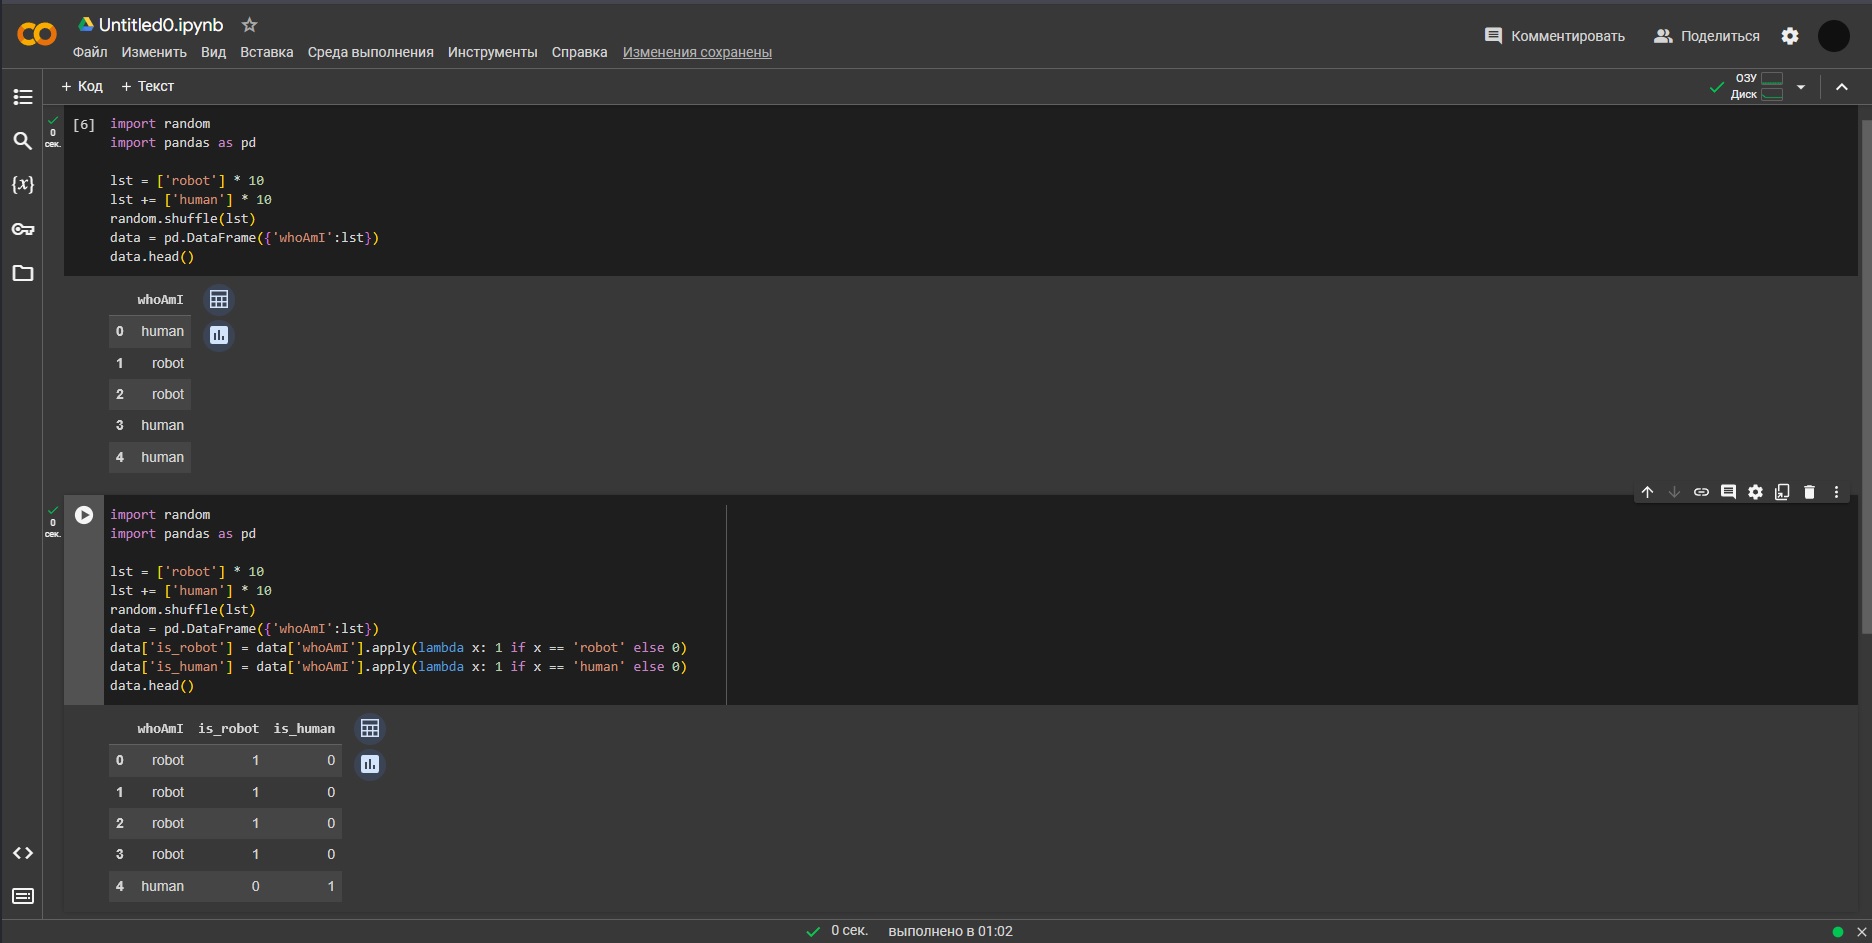 Untitled0.ipynb
Файл Изменить Вид Вставка Среда выполнения Инструменты Справка Изменения сохранены
Комментировать Поделиться
+ Код + Текст
ОЗУ
Диск
0
сек.
[6] import random
import pandas as pd
lst = ['robot'] * 10
lst += ['human'] * 10
random.shuffle(lst)
data = pd.DataFrame({'whoAmI':lst})
data.head()
whoAmI
0 human
1 robot
2 robot
3 human
4 human
0
сек.
import random
import pandas as pd
lst = ['robot'] * 10
lst += ['human'] * 10
random.shuffle(lst)
data = pd.DataFrame({'whoAmI':lst})
data['is_robot'] = data['whoAmI'].apply(lambda x: 1 if x == 'robot' else 0)
data['is_human'] = data['whoAmI'].apply(lambda x: 1 if x == 'human' else 0)
data.head()
whoAmI is_robot is_human
0 robot 1 0
1 robot 1 0
2 robot 1 0
3 robot 1 0
4 human 0 1
0 сек. выполнено в 01:02